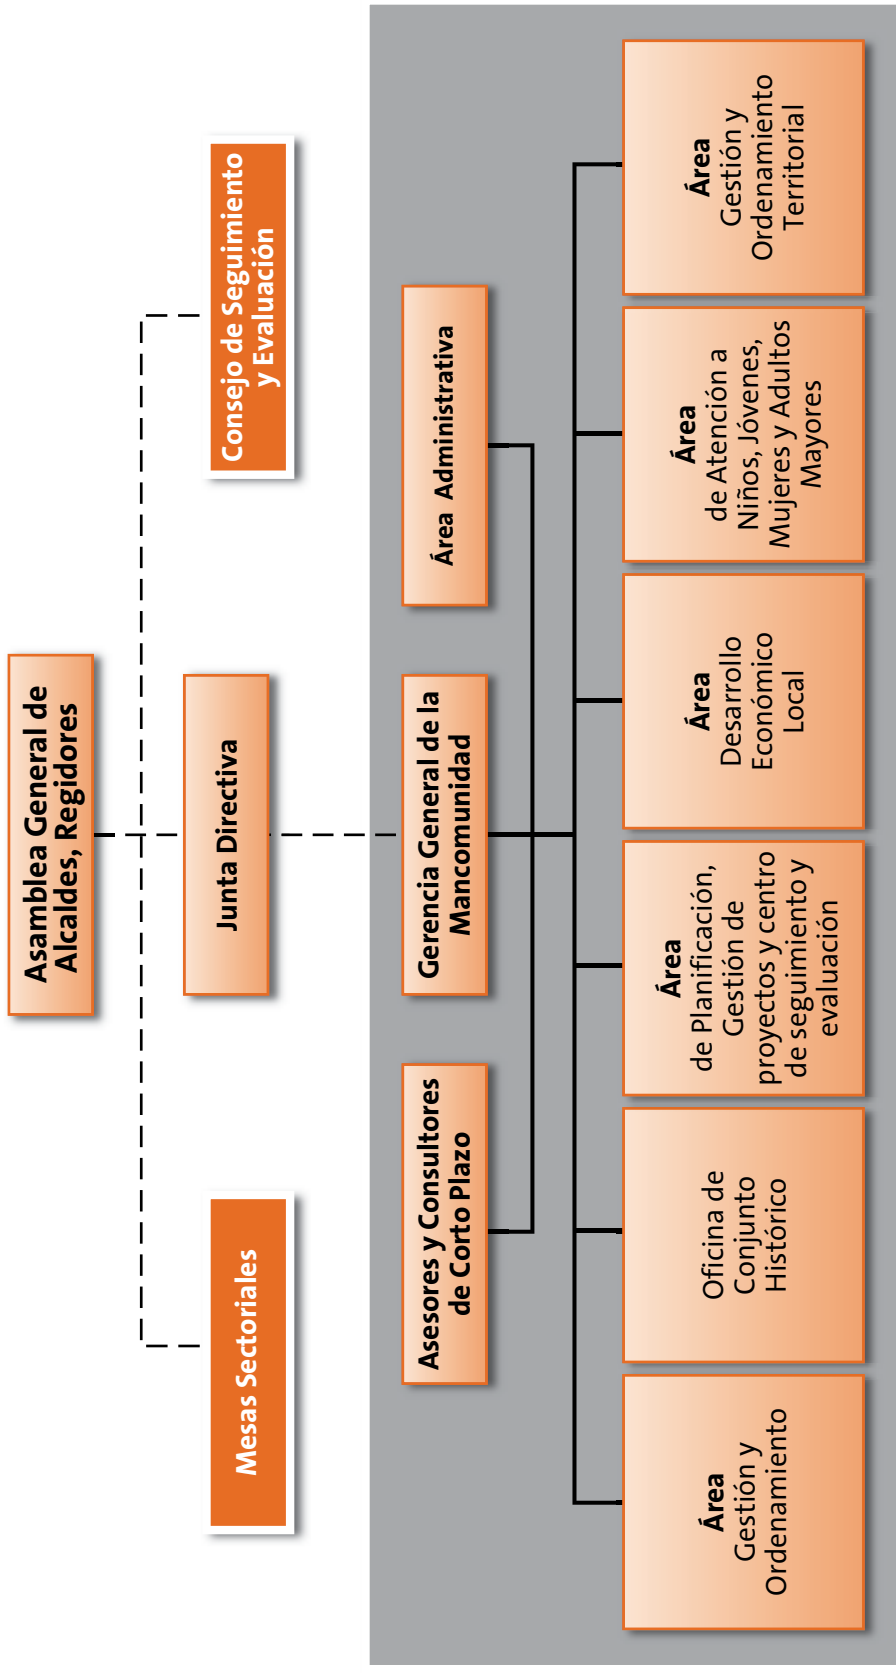 Asamblea General de
Alcaldes, Regidores
Mesas Sectoriales
Junta Directiva
Consejo de Seguimiento
y Evaluación
Asesores y Consultores
de Corto Plazo
Gerencia General de la
Mancomunidad
Área Administrativa
Área
Gestión y
Ordenamiento
Oficina de
Conjunto
Histórico
Área
de Planificación,
Gestión de
proyectos y centro
de seguimiento y
evaluación
Área
Desarrollo
Económico
Local
Área
de Atención a
Niños, Jóvenes,
Mujeres y Adultos
Mayores
Área
Gestión y
Ordenamiento
Territorial